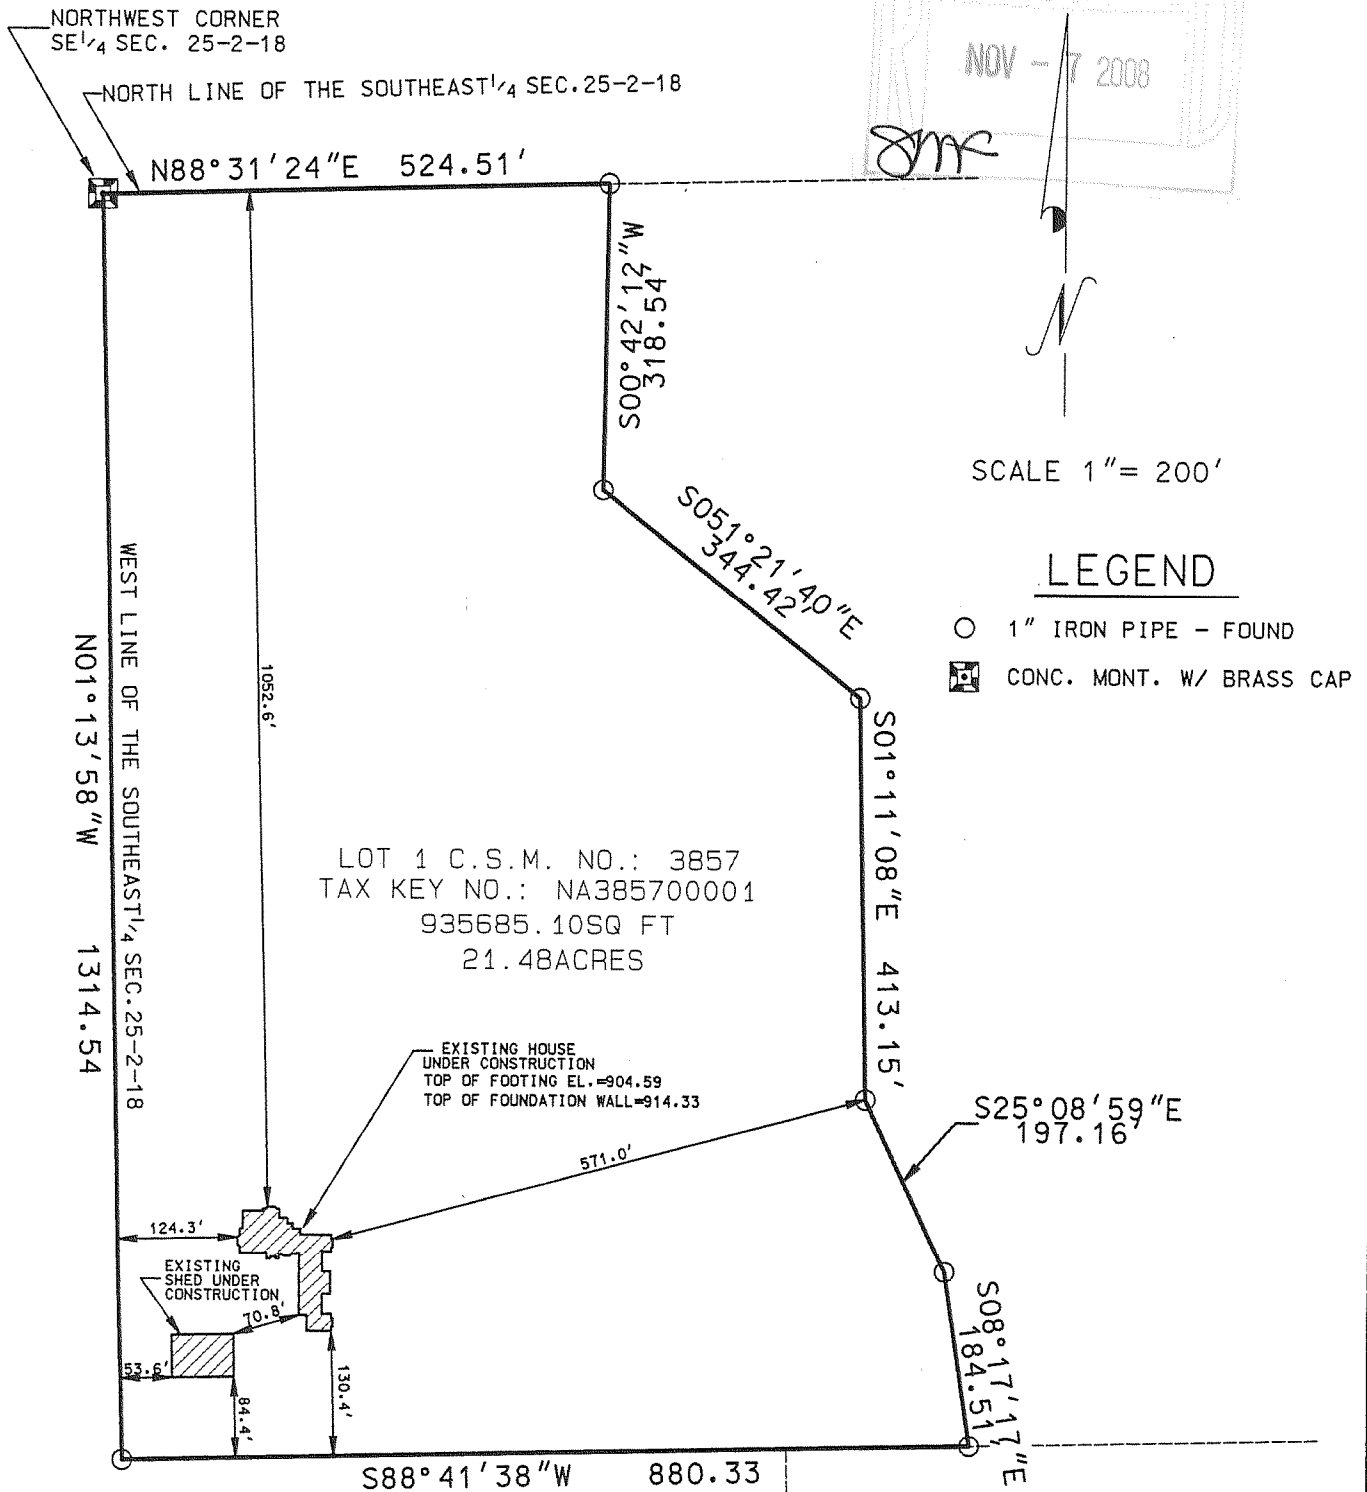 NORTHWEST CORNER
SE1/4 SEC. 25-2-18
NORTH LINE OF THE SOUTHEAST1/4 SEC.25-2-18
NOV - 7 2008
N88°31'24"E 524.51'
S00°42'12"W
318.54'
SCALE 1"= 200'
S051°21'40"E
344.42'
LEGEND
1" IRON PIPE - FOUND
CONC. MONT. W/ BRASS CAP
WEST LINE OF THE SOUTHEAST1/4 SEC.25-2-18
N01°13'58"W 1314.54
1052.6'
S01°11'08"E 413.15'
LOT 1 C.S.M. NO.: 3857
TAX KEY NO.: NA385700001
935685.10SQ FT
21.48ACRES
EXISTING HOUSE
UNDER CONSTRUCTION
TOP OF FOOTING EL.=904.59
TOP OF FOUNDATION WALL=914.33
S25°08'59"E
197.16'
571.0'
124.3'
EXISTING
SHED UNDER
CONSTRUCTION
70.8'
53.6'
84.4'
130.4'
S08°17'17"E
184.51'
S88°41'38"W 880.33